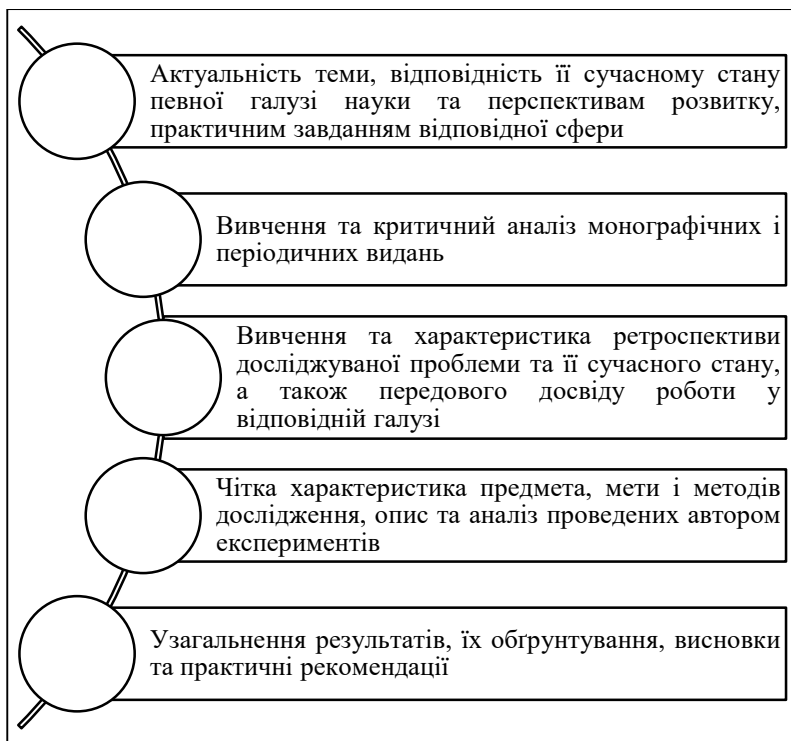 Актуальність теми, відповідність її сучасному стану
певної галузі науки та перспективам розвитку,
практичним завданням відповідної сфери
Вивчення та критичний аналіз монографічних і
періодичних видань
Вивчення та характеристика ретроспективи
досліджуваної проблеми та її сучасного стану,
а також передового досвіду роботи у
відповідній галузі
Чітка характеристика предмета, мети і методів
дослідження, опис та аналіз проведених автором
експериментів
Узагальнення результатів, їх обґрунтування, висновки
та практичні рекомендації